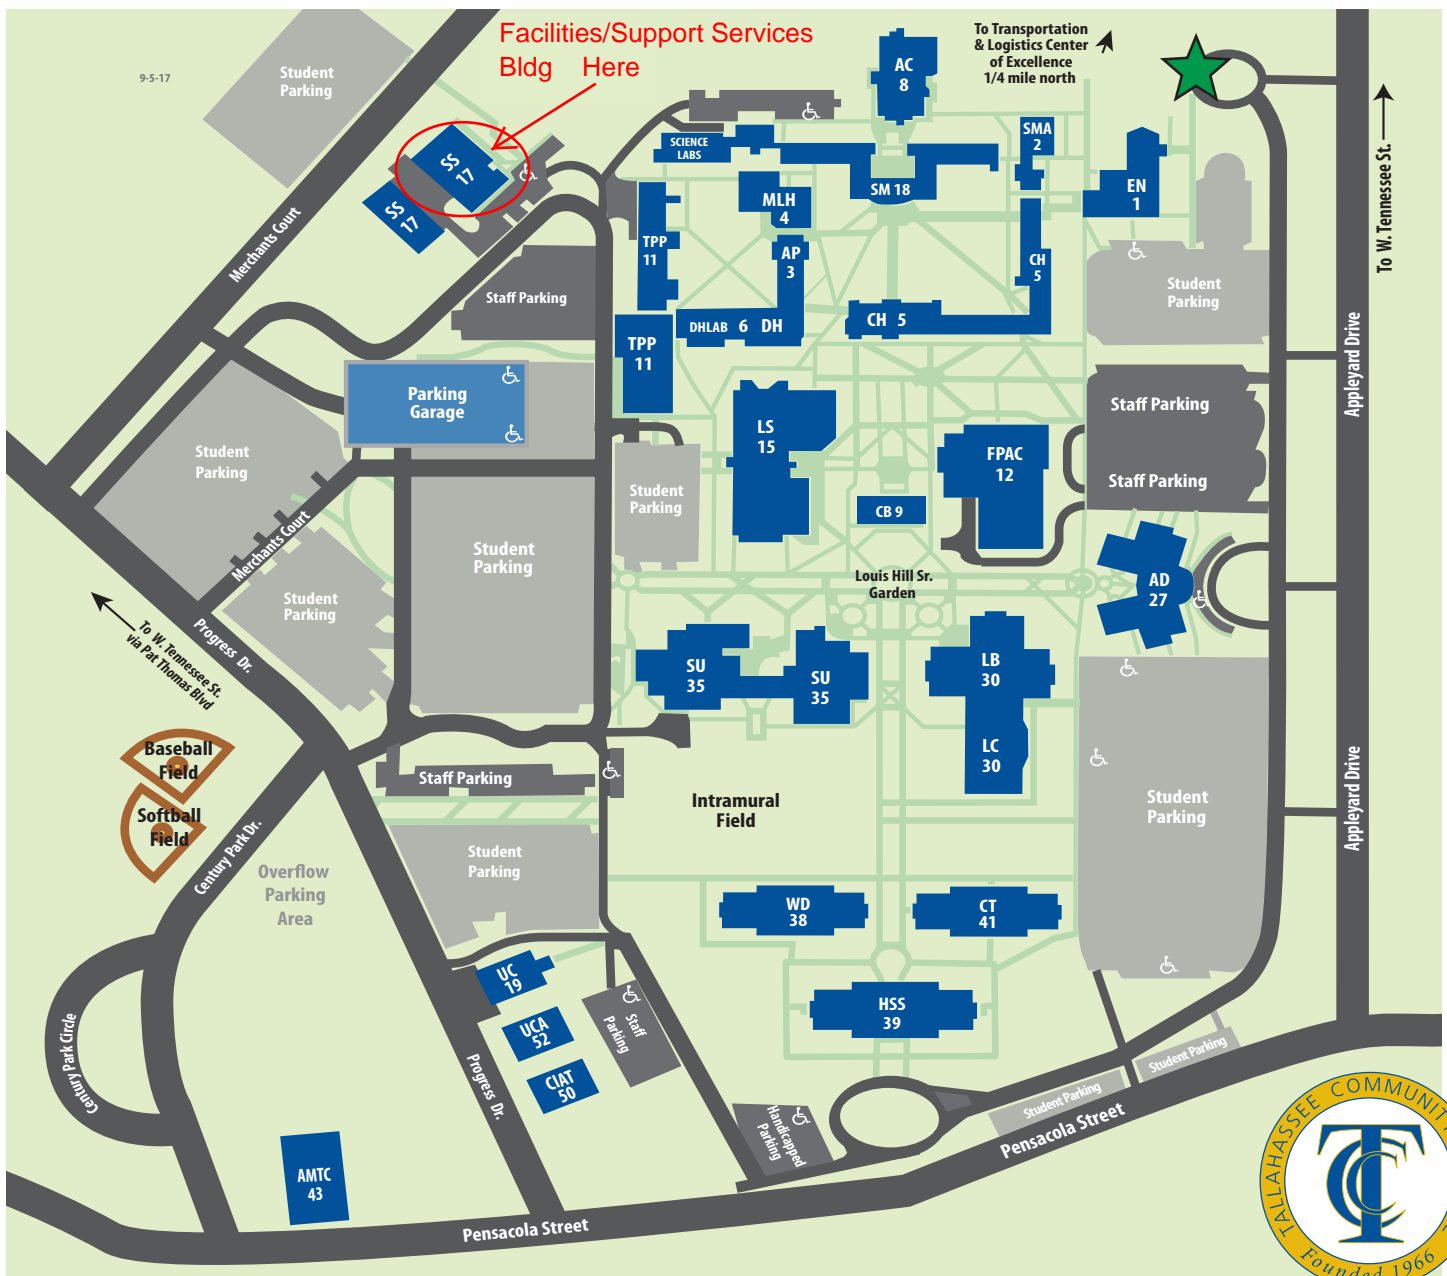 Facilities/Support Services
Bldg Here
To Transportation
& Logistics Center
of Excellence
1/4 mile north
9-5-17
Student
Parking
AC
8
SMA
2
SCIENCE
LABS
SS
17
SS
17
SM 18
EN
1
MLH
4
TPP
11
AP
3
CH
5
To W. Tennessee St.
Merchants Court
Staff Parking
Student
Parking
DHLAB 6 DH
CH 5
TPP
11
Parking
Garage
Appleyard Drive
Staff Parking
LS
15
FPAC
12
Student
Parking
Staff Parking
Student
Parking
CB 9
Merchants Court
Student
Parking
Louis Hill Sr.
Garden
AD
27
Student
Parking
To W. Tennessee St.
via Pat Thomas Blvd
Progress Dr.
SU
35
SU
35
LB
30
LC
30
Baseball
Field
Softball
Field
Staff Parking
Intramural
Field
Student
Parking
Appleyard Drive
Century Park Dr.
Overflow
Parking
Area
Student
Parking
WD
38
CT
41
UC
19
UCA
52
CIAT
50
Staff
Parking
HSS
39
Century Park Circle
Progress Dr.
Student Parking
Student Parking
Handicapped
Parking
Pensacola Street
AMTC
43
Pensacola Street
TALLAHASSEE COMMUNIT
TCC
Founded 1966